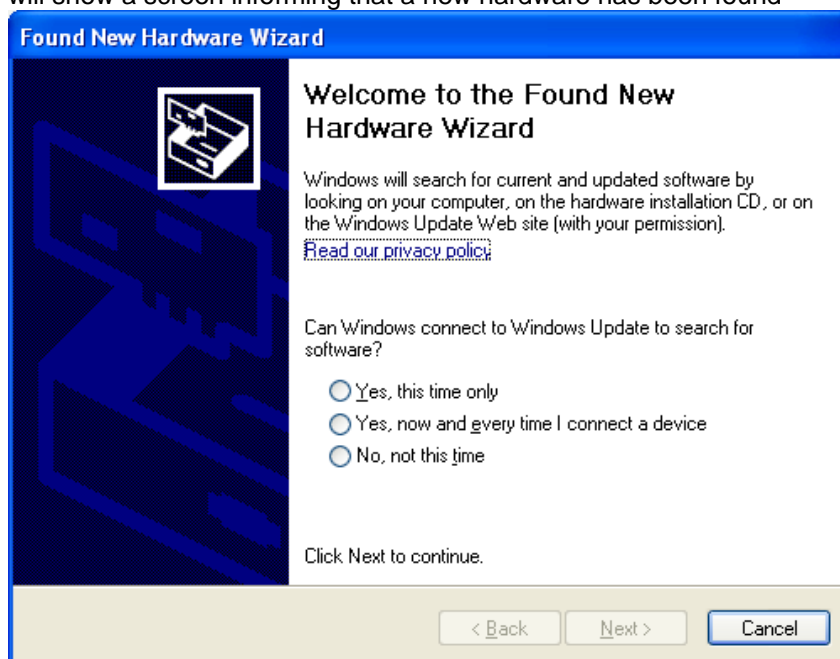 will show a screen informing that a new hardware has been found
Found New Hardware Wizard
Welcome to the Found New
Hardware Wizard
Windows will search for current and updated software by
looking on your computer, on the hardware installation CD, or on
the Windows Update Web site (with your permission).
Read our privacy policy
Can Windows connect to Windows Update to search for
software?
Yes, this time only
Yes, now and every time I connect a device
No, not this time
Click Next to continue.
< Back Next > Cancel